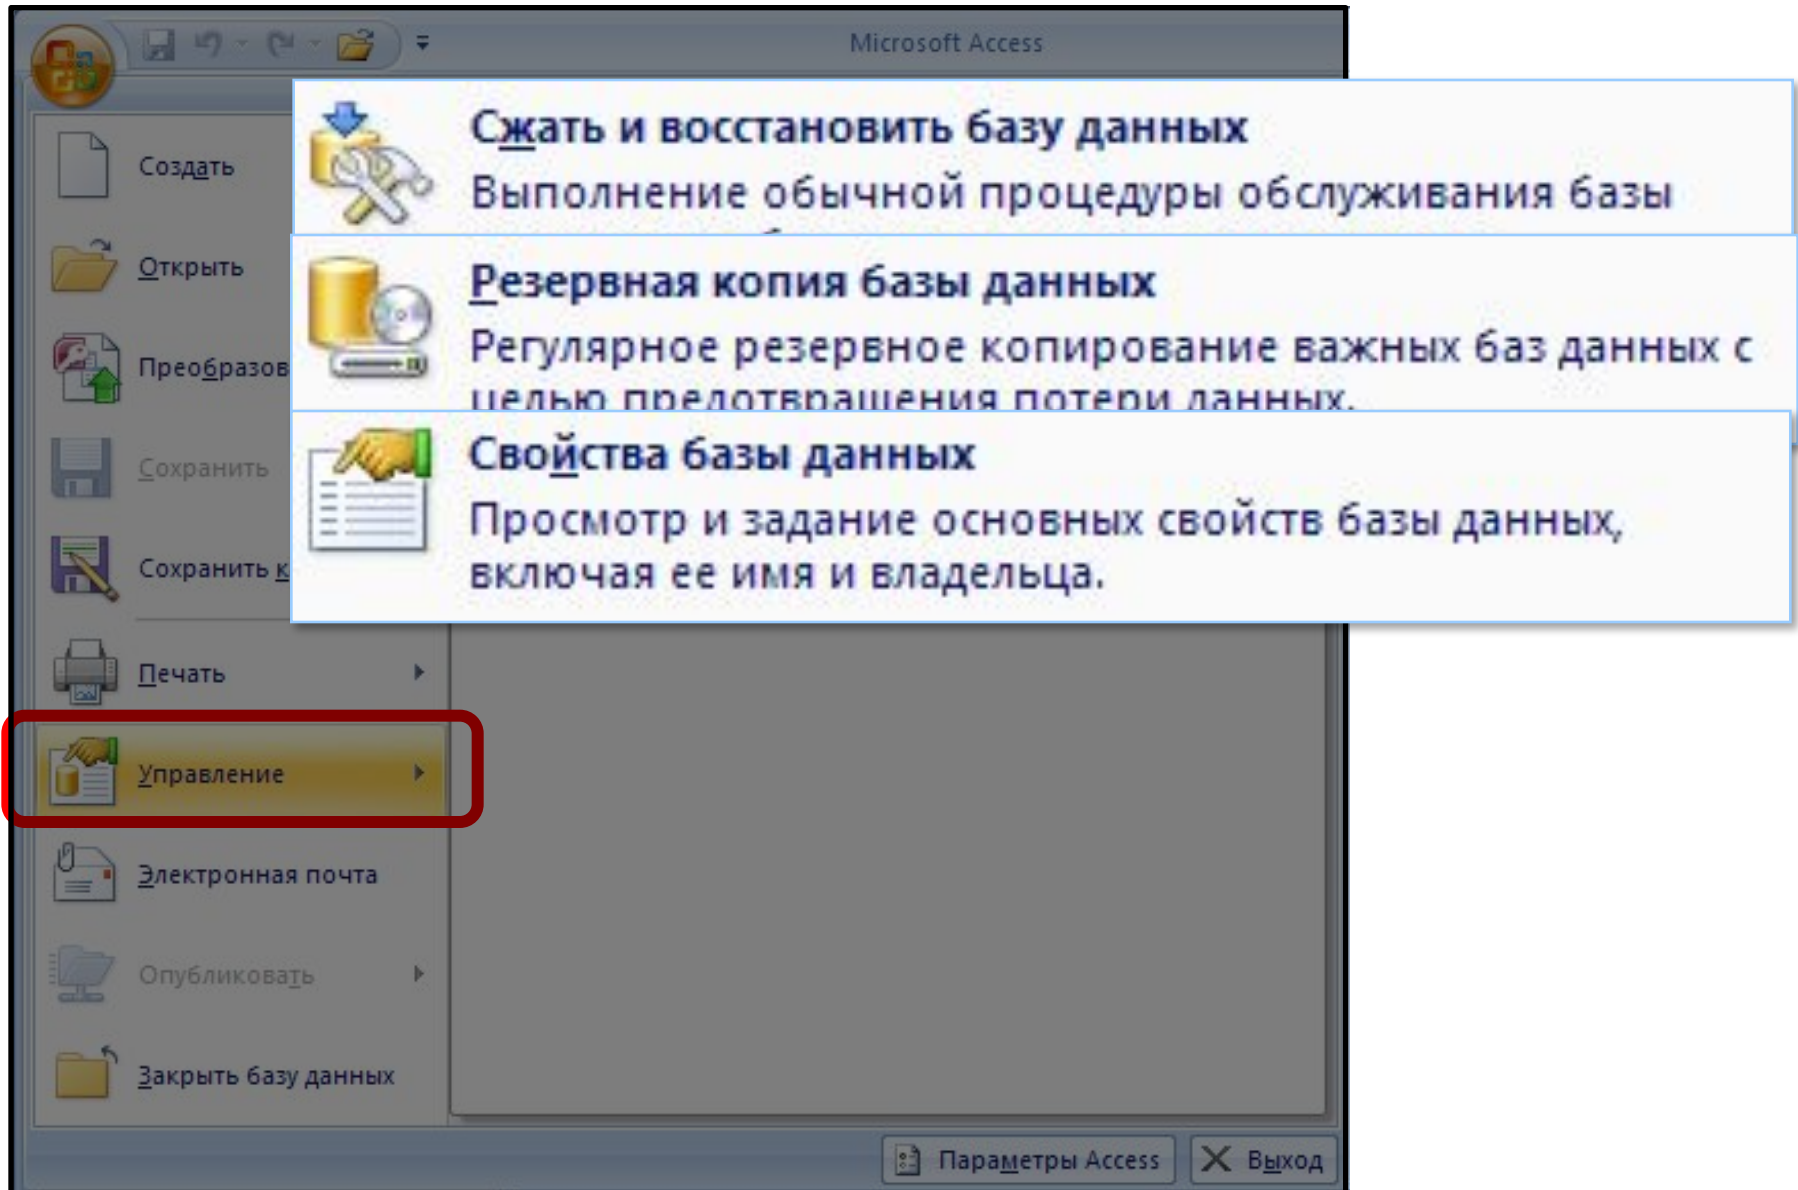 Microsoft Access
Создать
Открыть
Преобразов
Сохранить
Сохранить к
Печать
Управление
Электронная почта
Опубликовать
Закрыть базу данных
Сжать и восстановить базу данных
Выполнение обычной процедуры обслуживания базы
Резервная копия базы данных
Регулярное резервное копирование важных баз данных с
целью предотвращения потери данных.
Свойства базы данных
Просмотр и задание основных свойств базы данных,
включая ее имя и владельца.
Параметры Access
Выход